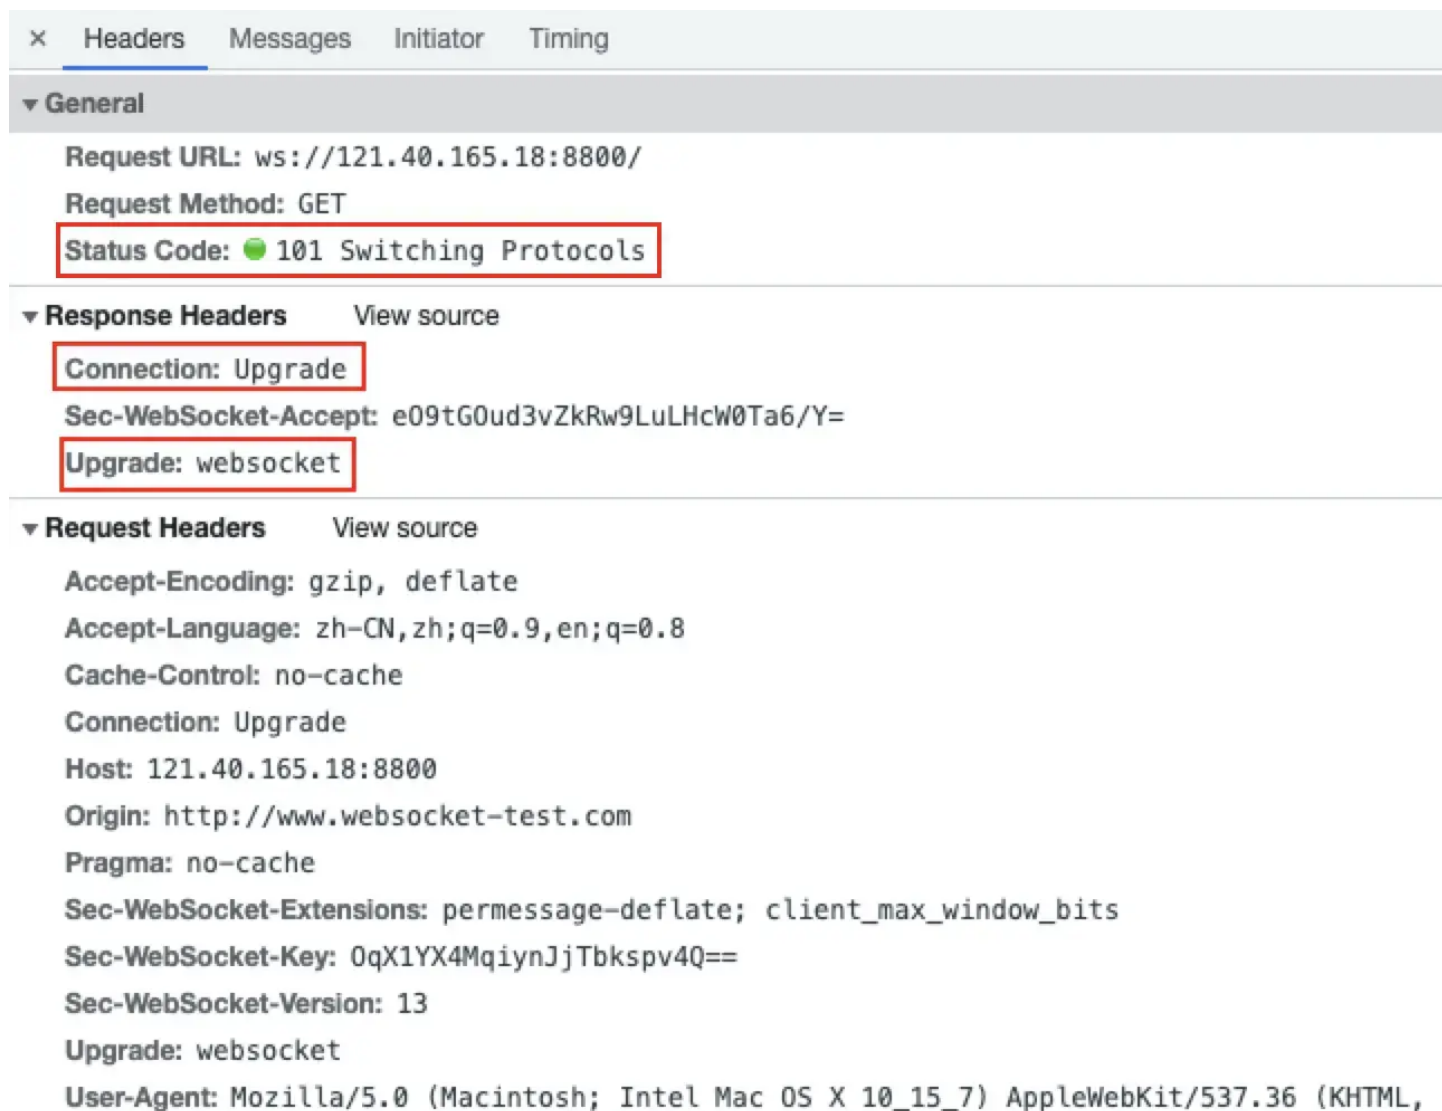 × Headers Messages Initiator Timing
▼ General
Request URL: ws://121.40.165.18:8800/
Request Method: GET
Status Code: 101 Switching Protocols
▼ Response Headers View source
Connection: Upgrade
Sec-WebSocket-Accept: eO9tGOud3vZkRw9LuLHcW0Ta6/Y=
Upgrade: websocket
▼ Request Headers View source
Accept-Encoding: gzip, deflate
Accept-Language: zh-CN,zh;q=0.9,en;q=0.8
Cache-Control: no-cache
Connection: Upgrade
Host: 121.40.165.18:8800
Origin: http://www.websocket-test.com
Pragma: no-cache
Sec-WebSocket-Extensions: permessage-deflate; client_max_window_bits
Sec-WebSocket-Key: OqX1YX4MqiynJjTbkspv4Q==
Sec-WebSocket-Version: 13
Upgrade: websocket
User-Agent: Mozilla/5.0 (Macintosh; Intel Mac OS X 10_15_7) AppleWebKit/537.36 (KHTML,